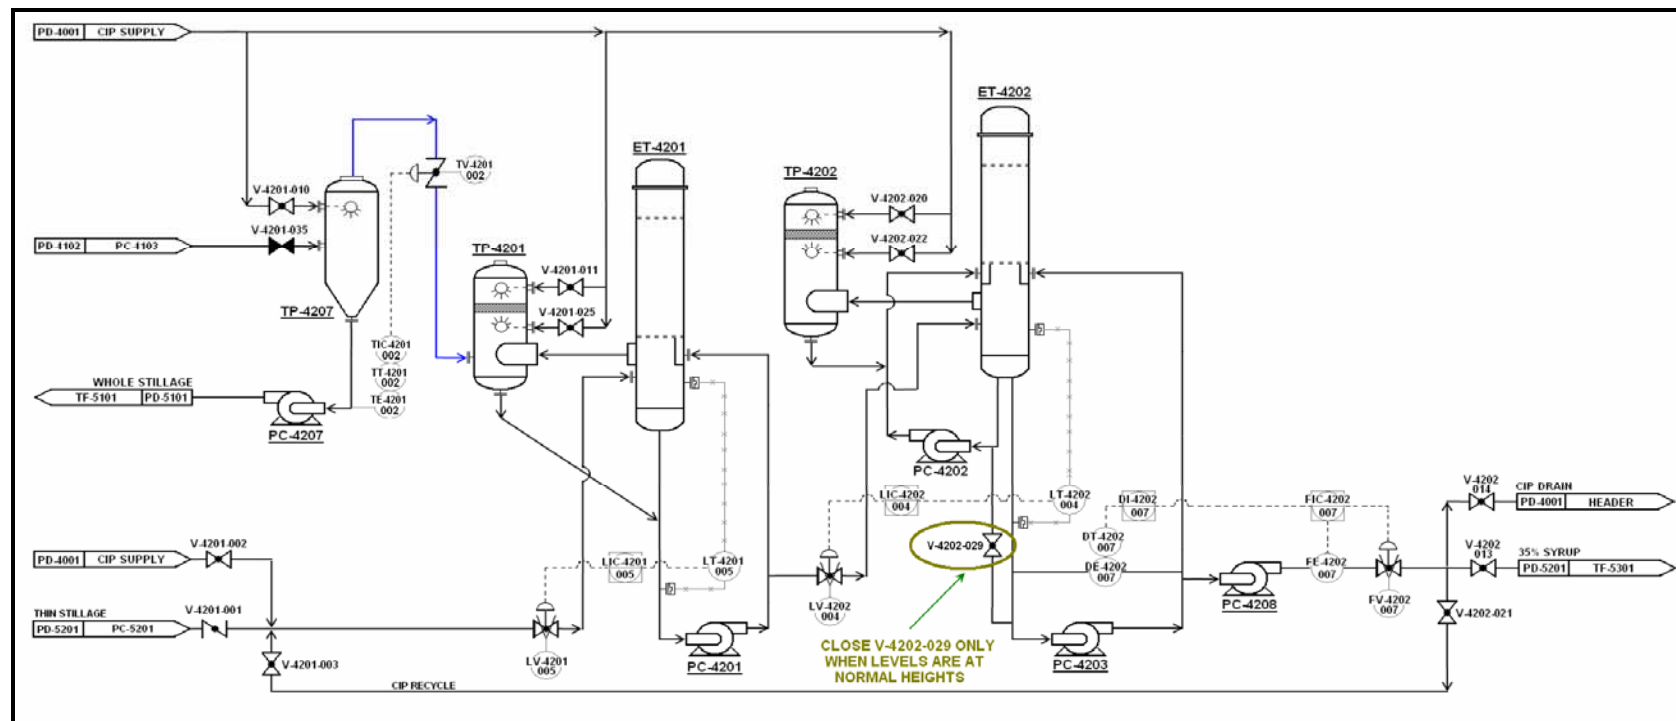 PD-4001 CIP SUPPLY
ET-4202
ET-4201
TV-4201
002
TP-4202
V-4201-010
V-4202-020
V-4201-035
PD-4102 PC-4103
V-4202-022
TP-4201
V-4201-011
TP-4207
V-4201-025
TIC-4201
002
TT-4201
002
WHOLE STILLAGE
TF-5101 PD-5101
TE-4201
002
PC-4207
PC-4202
LIC-4202
004
LT-4202
004
DI-4202
007
FIC-4202
007
V-4202
014
CIP DRAIN
PD-4001 HEADER
V-4201-002
PD-4001 CIP SUPPLY
LIC-4201
005
LT-4201
005
V-4202-029
DT-4202
007
DE-4202
007
FE-4202
007
V-4202
013
35% SYRUP
PD-5201 TF-5301
PC-4208
FV-4202
007
LV-4202
004
V-4202-021
THIN STILLAGE
V-4201-001
PD-5201 PC-5201
V-4201-003
LV-4201
005
PC-4201
PC-4203
CLOSE V-4202-029 ONLY
WHEN LEVELS ARE AT
NORMAL HEIGHTS
CIP RECYCLE